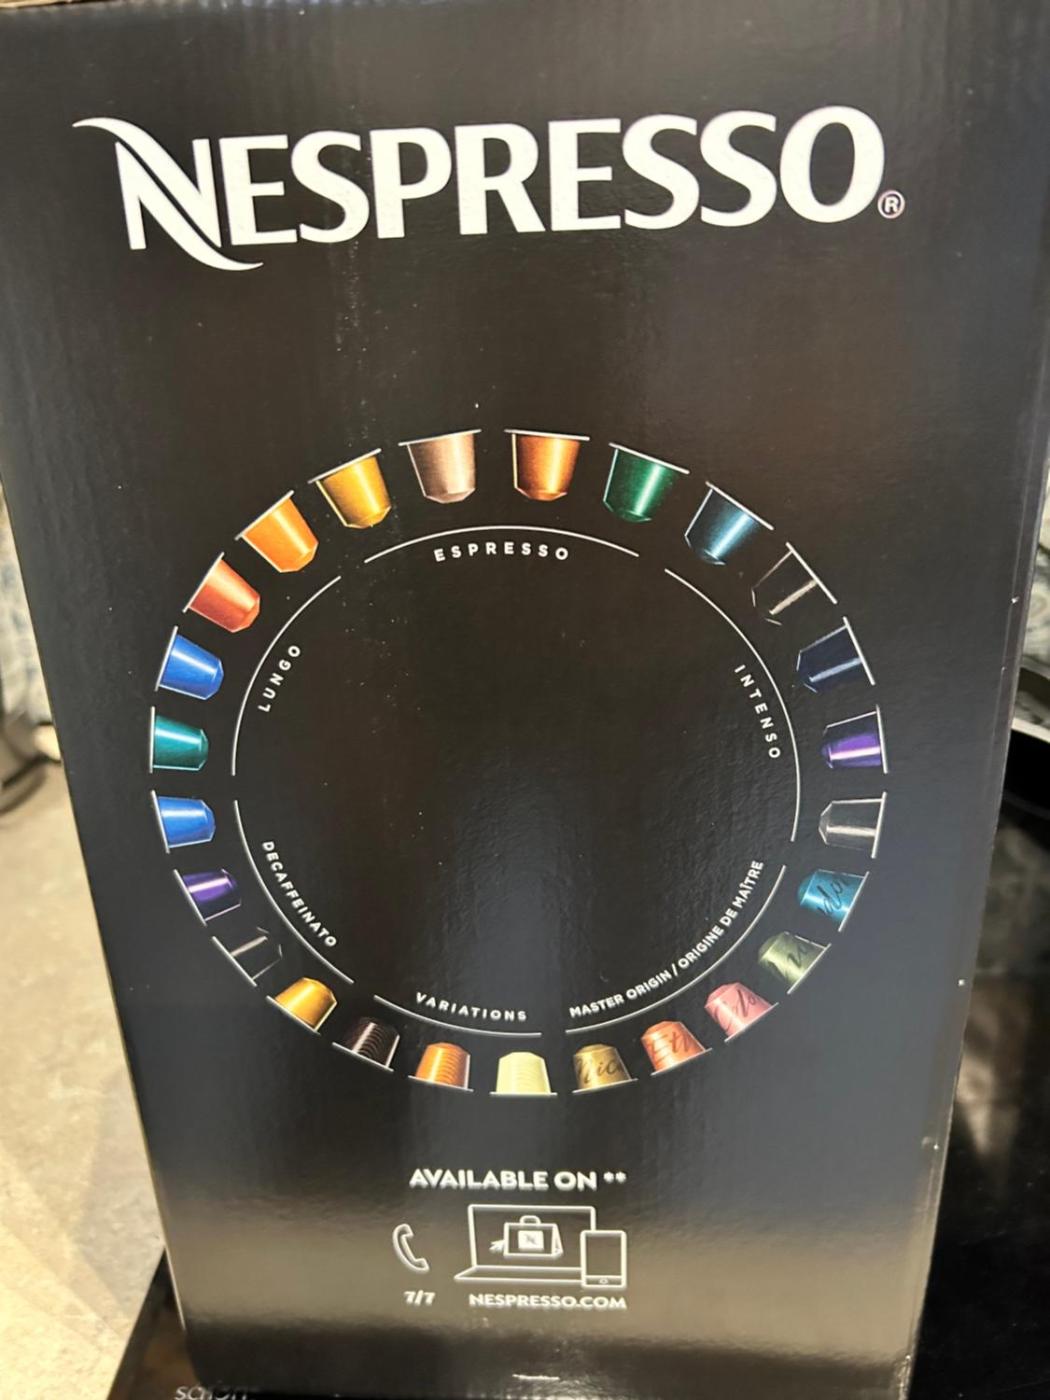 NESPRESSO®
ESPRESSO
LUNGO
INTENSO
DECAFFEINATO
MASTER ORIGIN / ORIGINE DE MAÎTRE
VARIATIONS
AVAILABLE ON **
N
7/7
NESPRESSO.COM